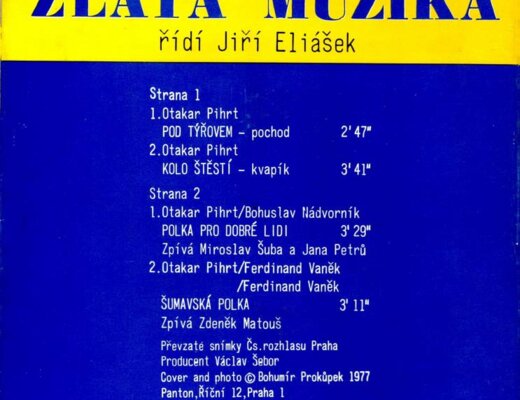 ZLATÁ MUZIKA
řídí Jiří Eliášek
Strana 1
1.Otakar Pihrt
POD TÝŘOVEM – pochod 2'47"
2.Otakar Pihrt
KOLO ŠTĚSTÍ – kvapík 3'41"
Strana 2
1.Otakar Pihrt/Bohuslav Nádvorník
POLKA PRO DOBRÉ LIDI 3'29"
Zpívá Miroslav Šuba a Jana Petrů
2.Otakar Pihrt/Ferdinand Vaněk
/Ferdinand Vaněk
ŠUMAVSKÁ POLKA 3'11"
Zpívá Zdeněk Matouš
Převzaté snímky Čs.rozhlasu Praha
Producent Václav Šebor
Cover and photo © Bohumír Prokůpek 1977
Panton,Říční 12,Praha 1